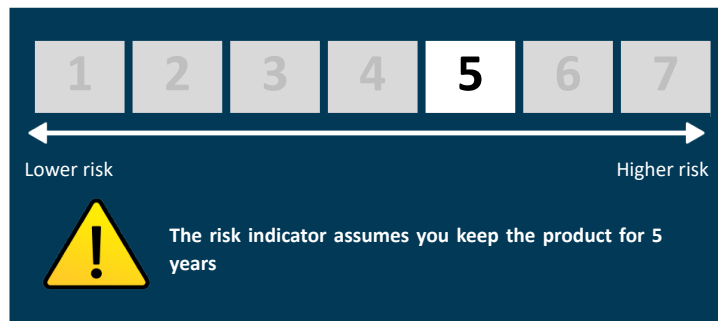 1 2 3 4 5 6 7
Lower risk Higher risk
!
The risk indicator assumes you keep the product for 5
years